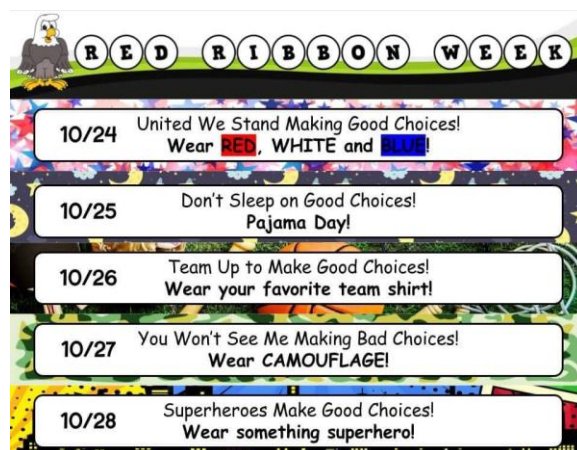 RED RIBBON WEEK
10/24
United We Stand Making Good Choices!
Wear RED, WHITE and BLUE!
10/25
Don't Sleep on Good Choices!
Pajama Day!
10/26
Team Up to Make Good Choices!
Wear your favorite team shirt!
10/27
You Won't See Me Making Bad Choices!
Wear CAMOUFLAGE!
10/28
Superheroes Make Good Choices!
Wear something superhero!